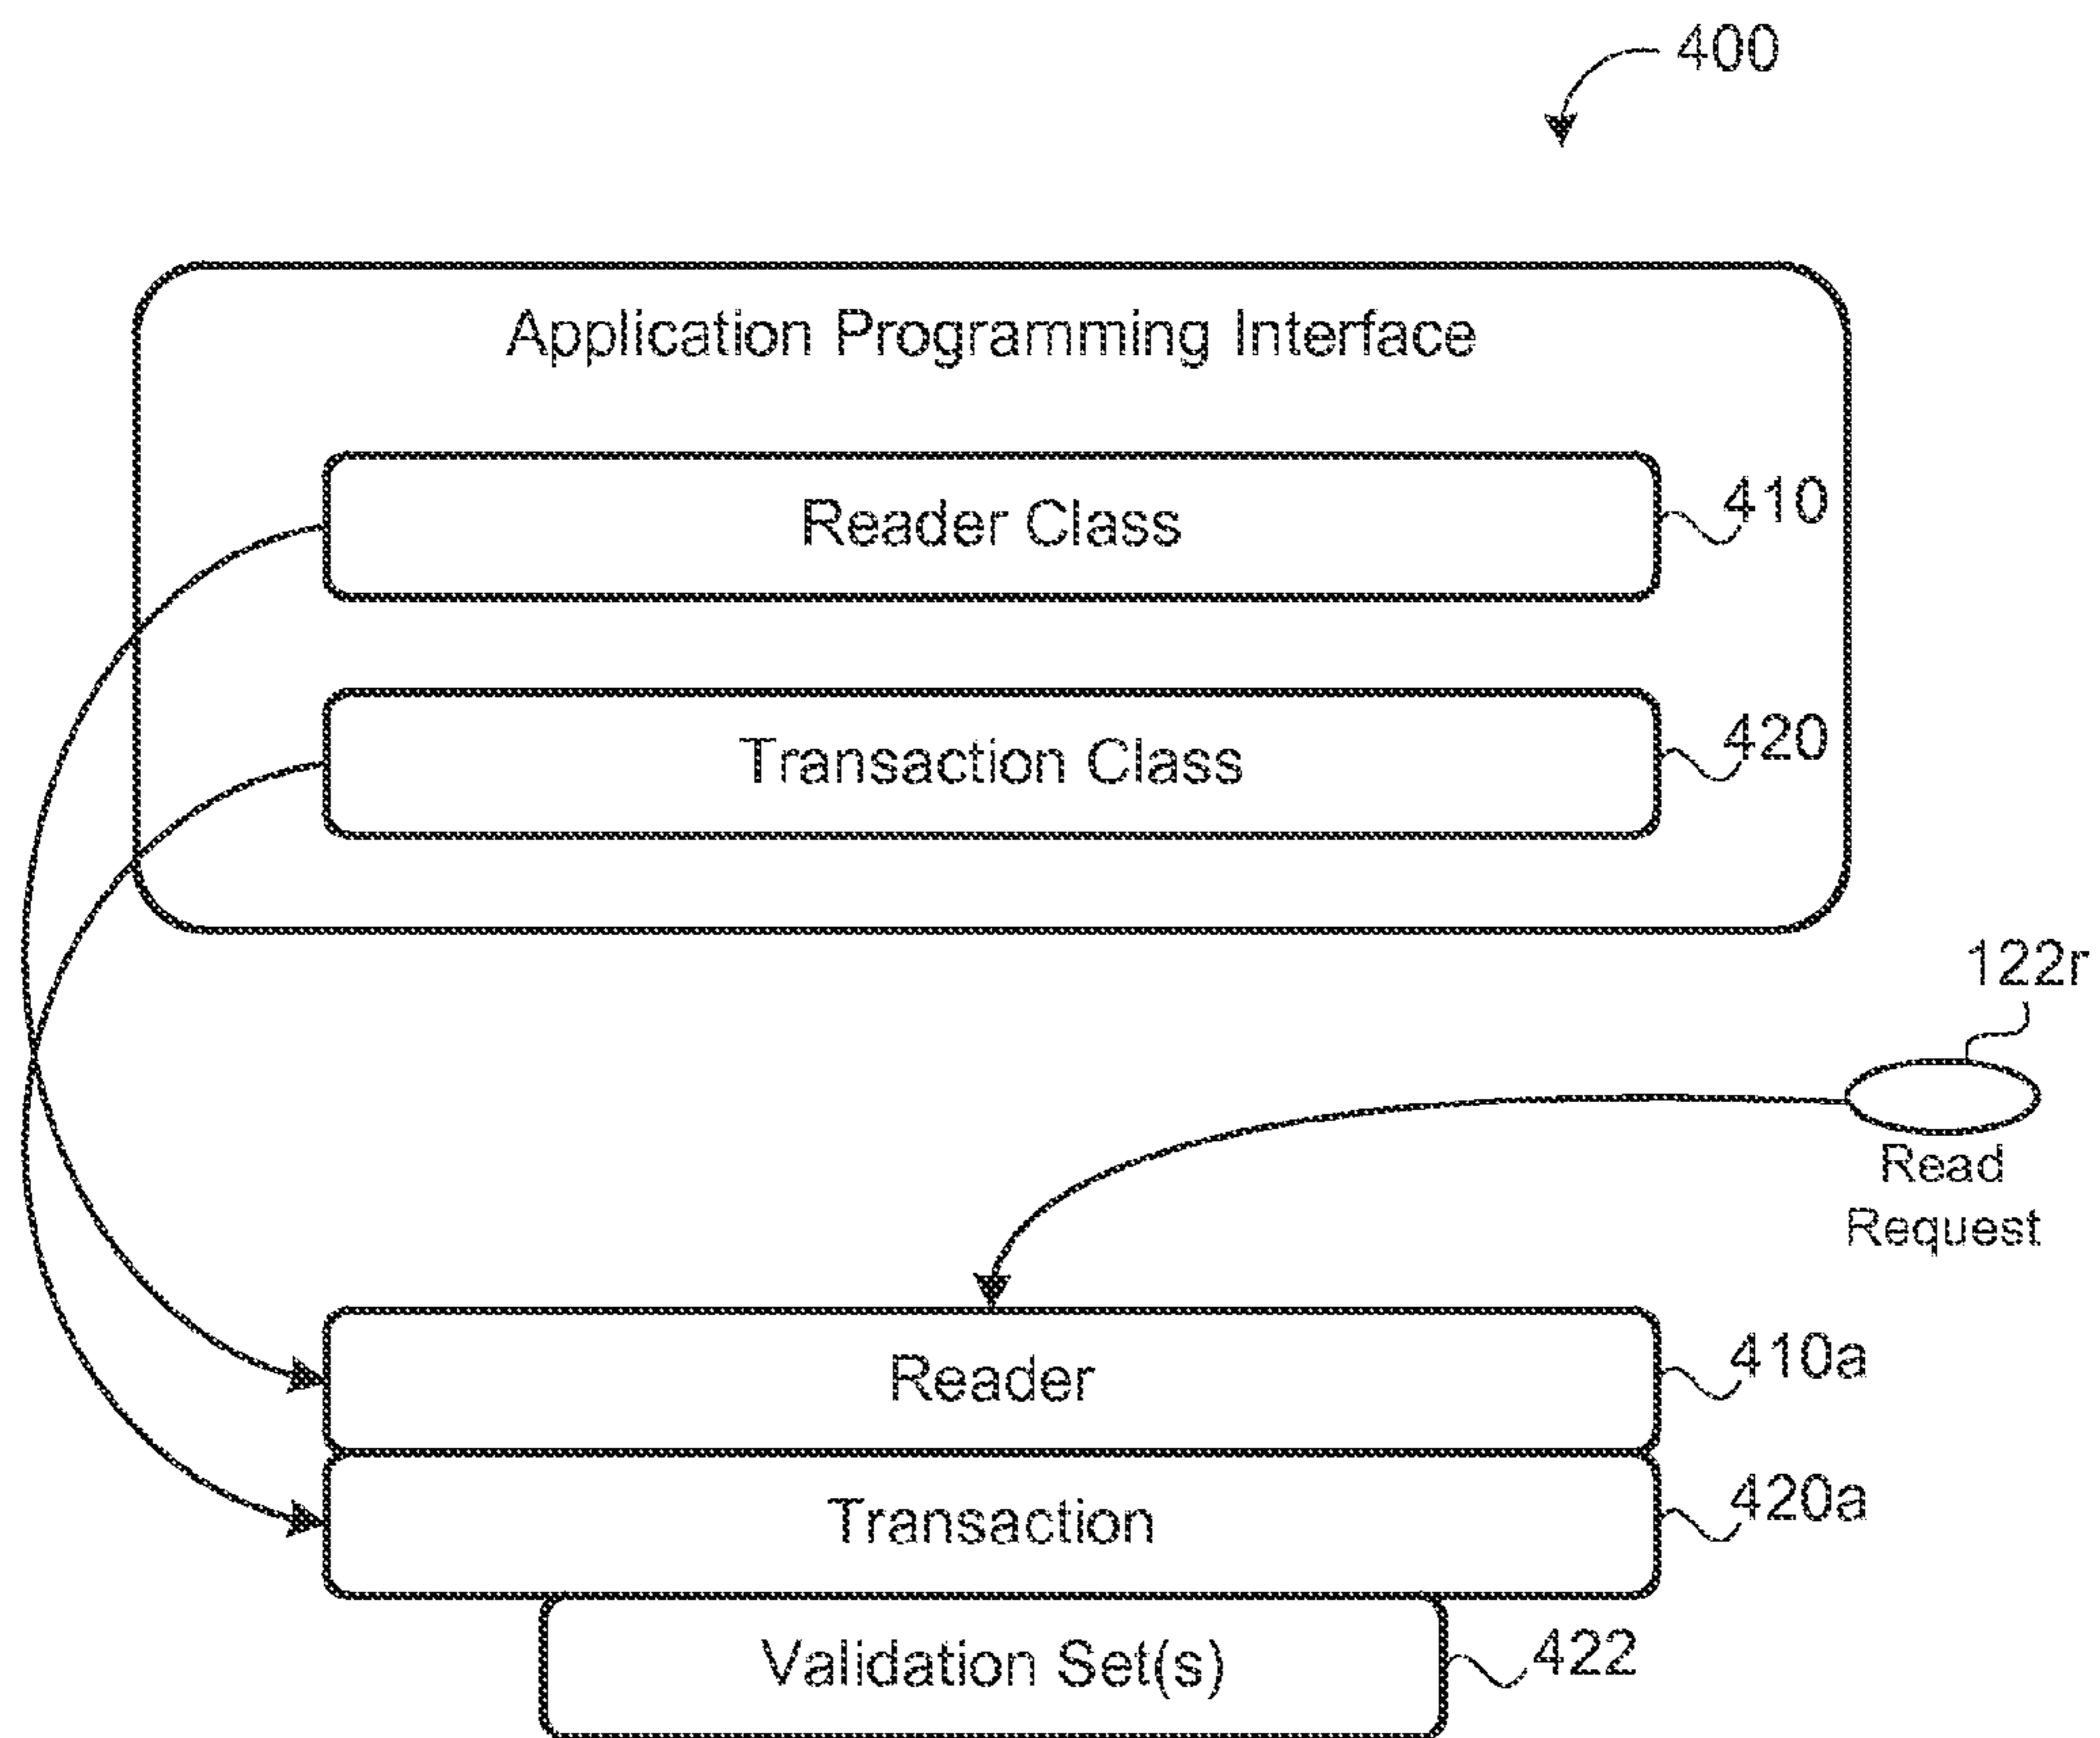 400
Application Programming Interface
Reader Class
410
Transaction Class
420
122r
Read
Request
Reader
410a
Transaction
420a
Validation Set(s)
422